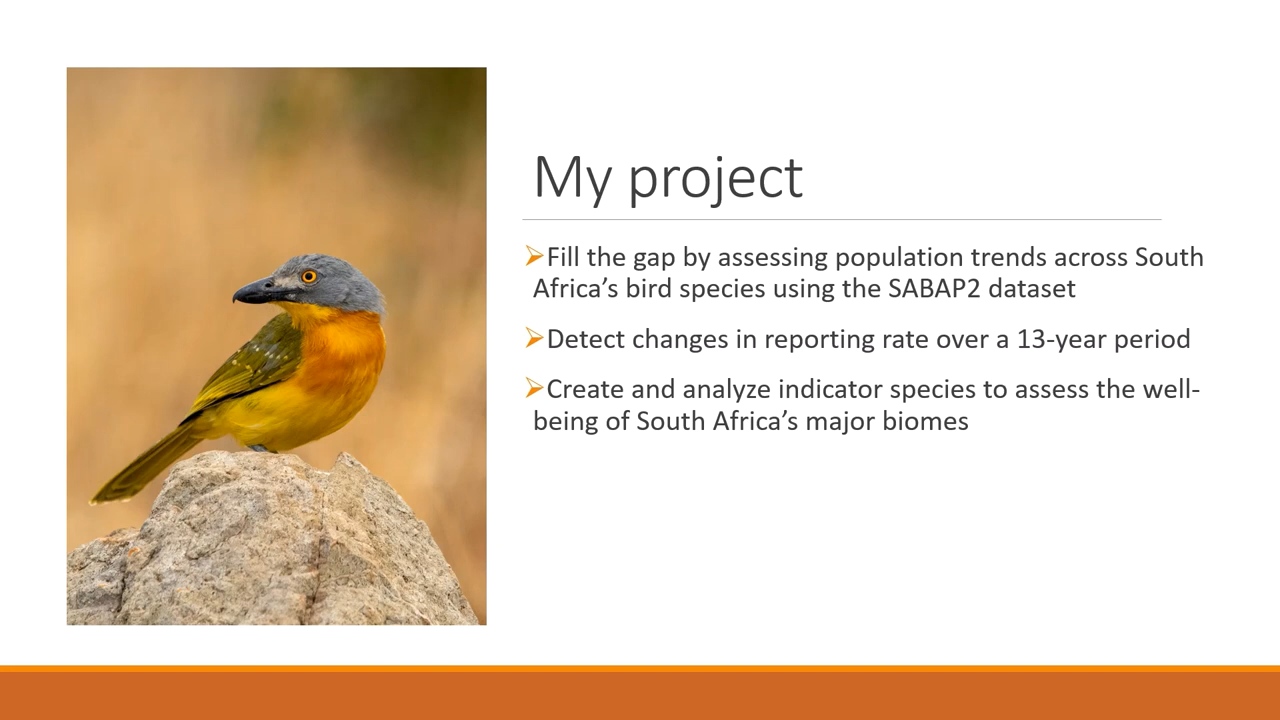 My project
Fill the gap by assessing population trends across South
Africa’s bird species using the SABAP2 dataset
Detect changes in reporting rate over a 13-year period
Create and analyze indicator species to assess the well-
being of South Africa’s major biomes